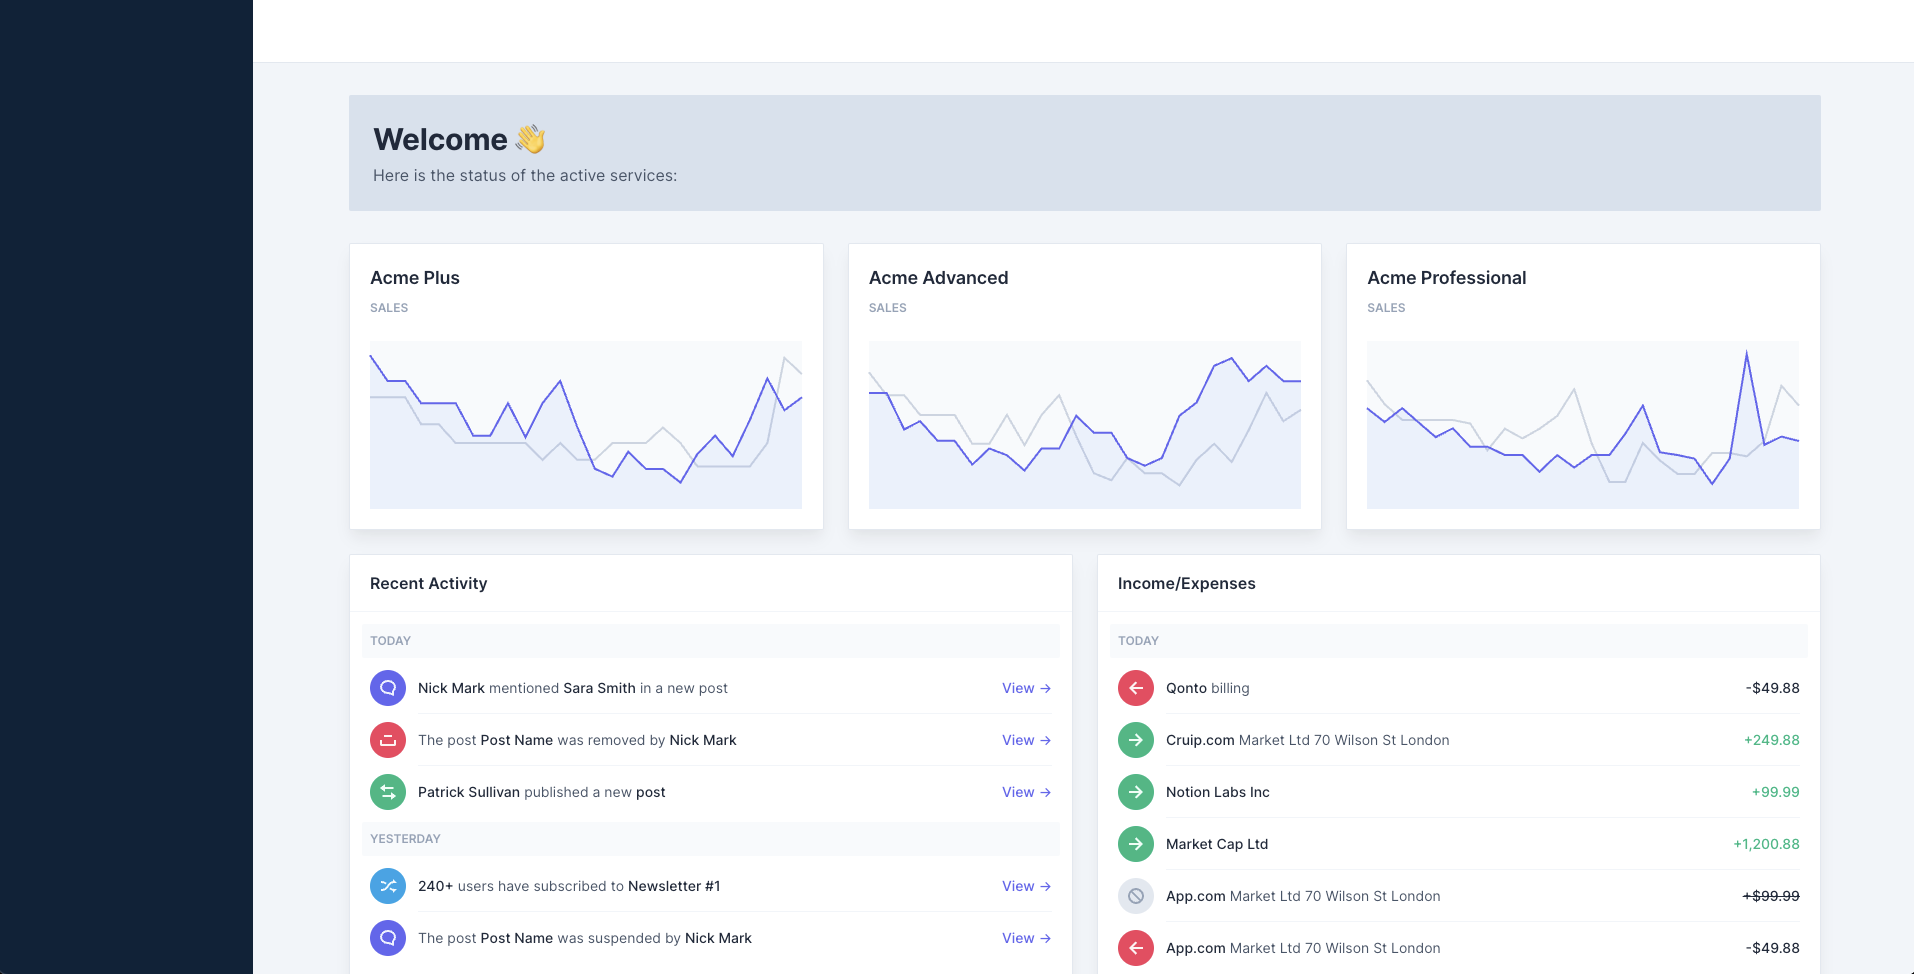 Welcome 👋
Here is the status of the active services:
Acme Plus
SALES
Acme Advanced
SALES
Acme Professional
SALES
Recent Activity
TODAY
Nick Mark mentioned Sara Smith in a new post View ->
The post Post Name was removed by Nick Mark View ->
Patrick Sullivan published a new post View ->
YESTERDAY
240+ users have subscribed to Newsletter #1 View ->
The post Post Name was suspended by Nick Mark View ->
Income/Expenses
TODAY
Qonto billing -$49.88
Cruip.com Market Ltd 70 Wilson St London +249.88
Notion Labs Inc +99.99
Market Cap Ltd +1,200.88
App.com Market Ltd 70 Wilson St London +$99.99
App.com Market Ltd 70 Wilson St London -$49.88